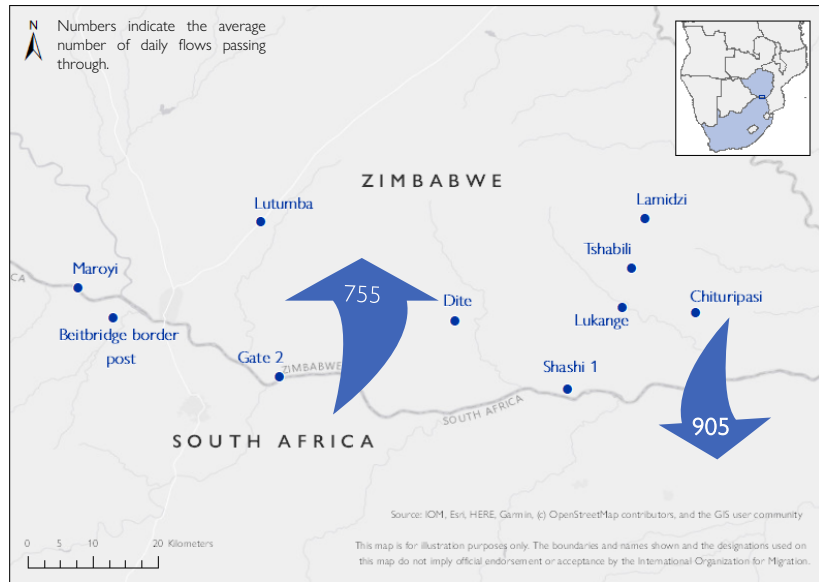 N
Numbers indicate the average
number of daily flows passing
through.
ZIMBABWE
Lutumba
Lamidzi
Tshabili
Maroyi
CA
755
Dite
Chituripasi
Lukange
Beitbridge border
post
Gate 2
ZIMBABWE
Shashi 1
SOUTH AFRICA
905
SOUTH AFRICA
Source: IOM, Esri, HERE, Garmin, (c) OpenStreetMap contributors, and the GIS user community
0 5 10 20 Kilometers
This map is for illustration purposes only. The boundaries and names shown and the designations used on
this map do not imply official endorsement or acceptance by the International Organization for Migration.